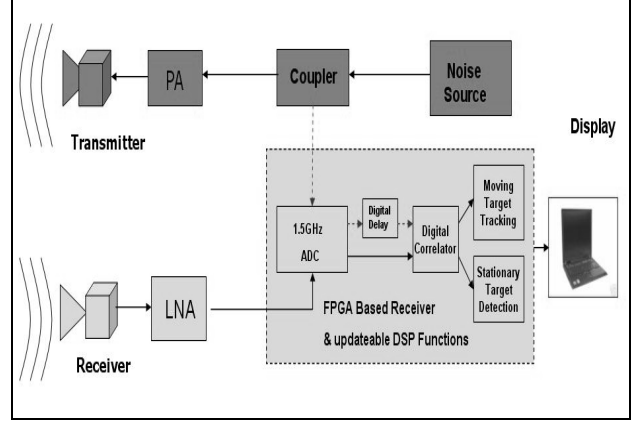 PA
Coupler
Noise
Source
Transmitter
Display
1.5GHz
ADC
Digital
Delay
Digital
Correlator
Moving
Target
Tracking
Stationary
Target
Detection
LNA
FPGA Based Receiver
& updateable DSP Functions
Receiver